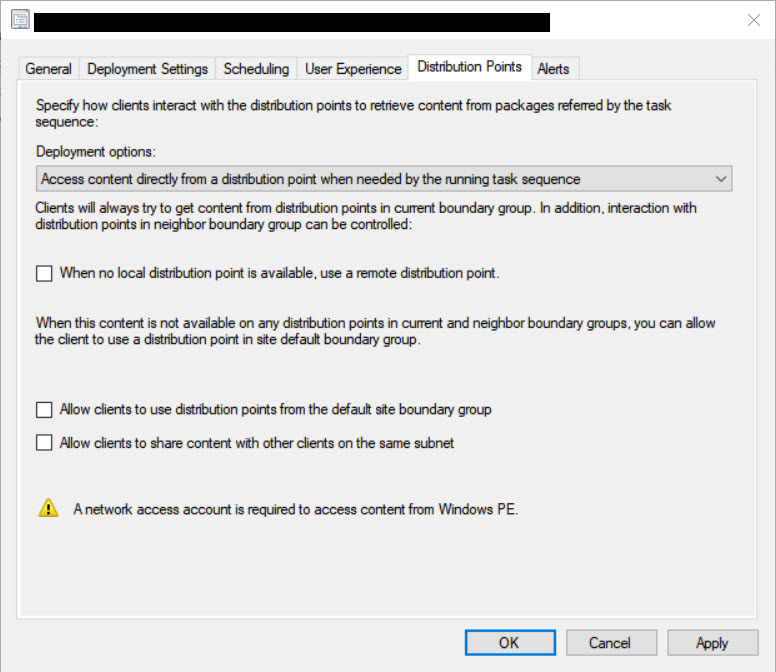 General
Deployment Settings
Scheduling
User Experience
Distribution Points
Alerts
Specify how clients interact with the distribution points to retrieve content from packages referred by the task
sequence:
Deployment options:
Access content directly from a distribution point when needed by the running task sequence
Clients will always try to get content from distribution points in current boundary group. In addition, interaction with
distribution points in neighbor boundary group can be controlled:
When no local distribution point is available, use a remote distribution point.
When this content is not available on any distribution points in current and neighbor boundary groups, you can allow
the client to use a distribution point in site default boundary group.
Allow clients to use distribution points from the default site boundary group
Allow clients to share content with other clients on the same subnet
A network access account is required to access content from Windows PE.
OK
Cancel
Apply